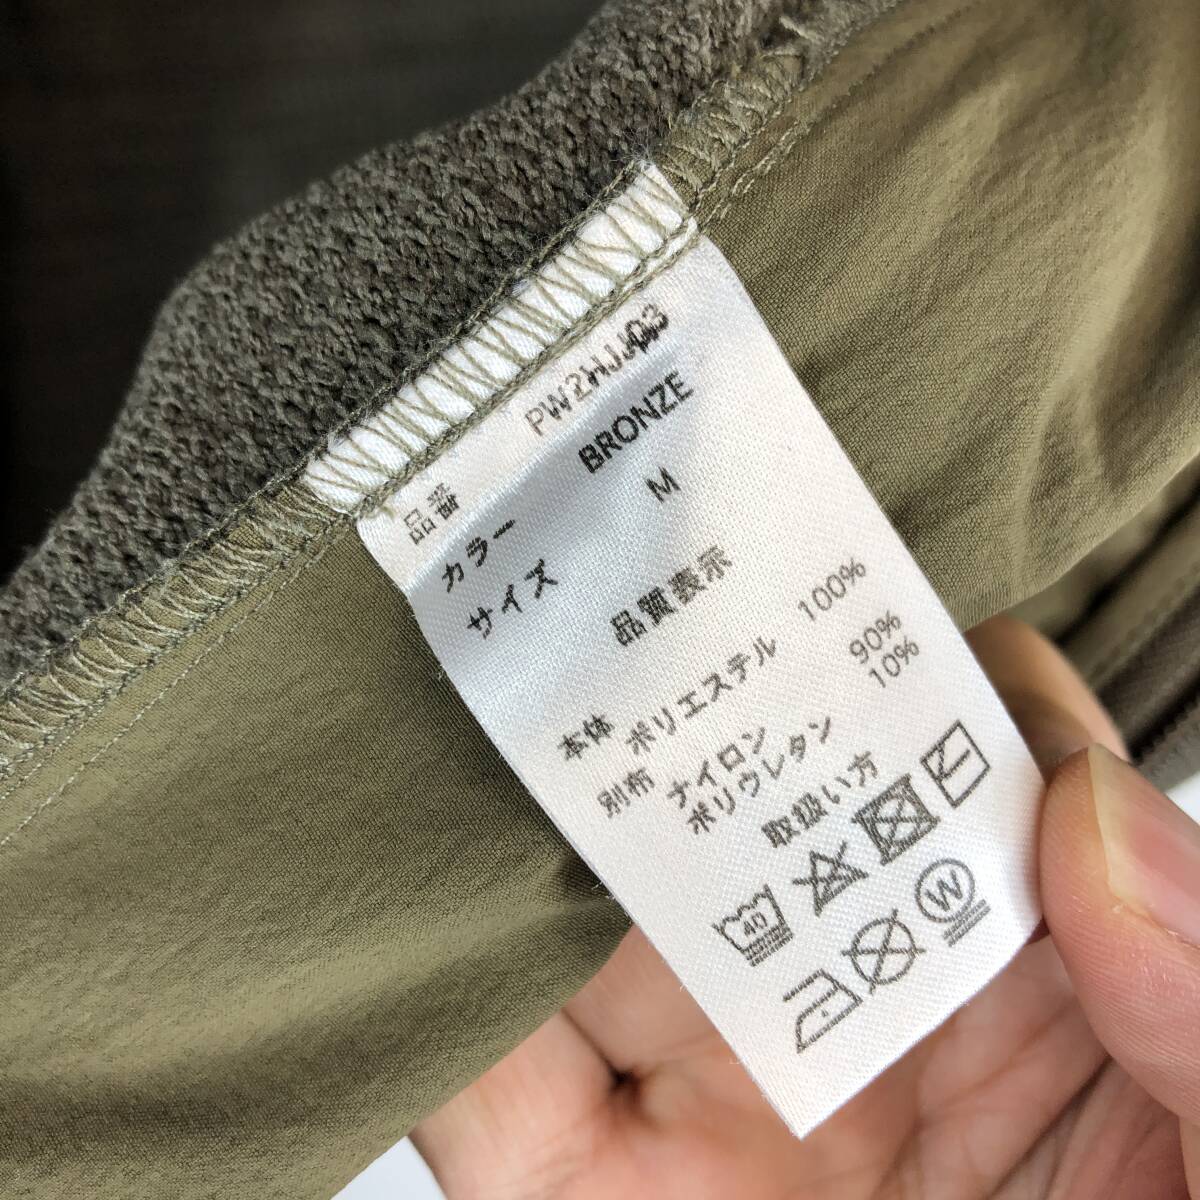 品番 PW2HJJ03
カラー BRONZE
サイズ M
品質表示
本体 ポリエステル 100%
別布 ナイロン 90%
ポリウレタン 10%
取扱い方
40
W